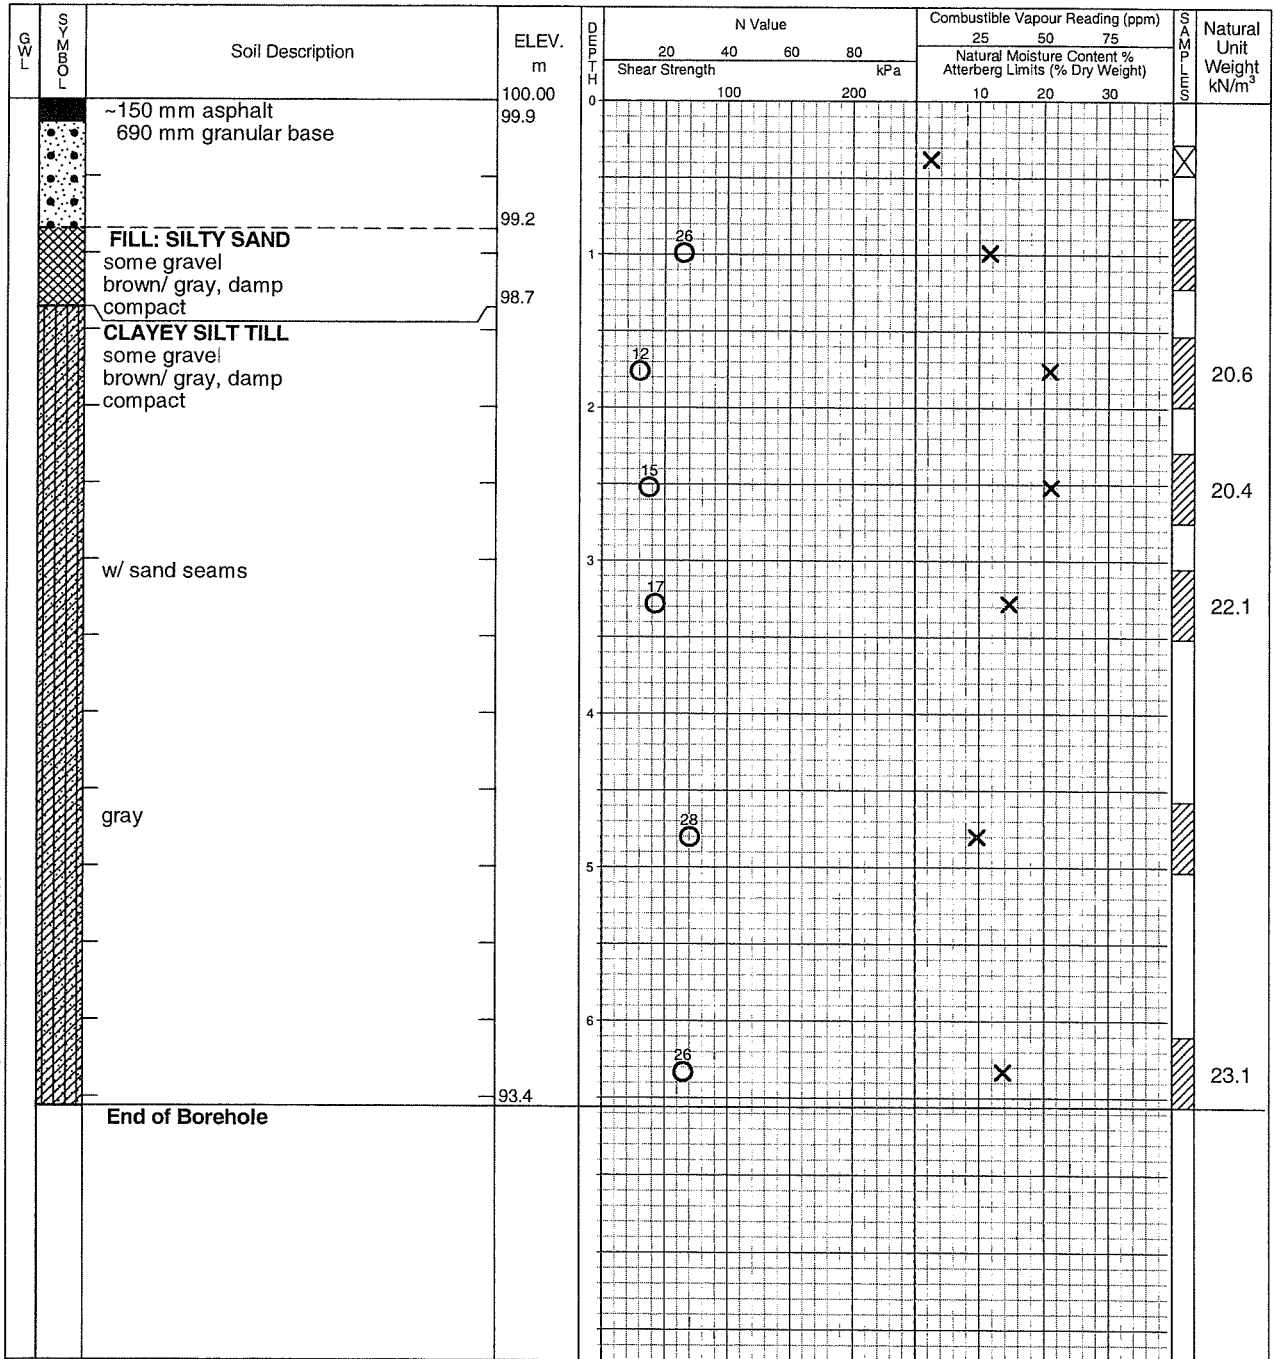 GWL
SYMBOL
Soil Description
ELEV.
m
DEPTH
N Value
20 40 60 80
Shear Strength kPa
100 200
Combustible Vapour Reading (ppm)
25 50 75
Natural Moisture Content %
Atterberg Limits (% Dry Weight)
10 20 30
SAMPLES
Natural
Unit
Weight
kN/m³
100.00
0
~150 mm asphalt
99.9
690 mm granular base
99.2
FILL: SILTY SAND
26
some gravel
1
brown/ gray, damp
98.7
compact
CLAYEY SILT TILL
some gravel
12
brown/ gray, damp
20.6
compact
2
15
20.4
3
w/ sand seams
17
22.1
4
gray
28
5
6
26
23.1
93.4
End of Borehole